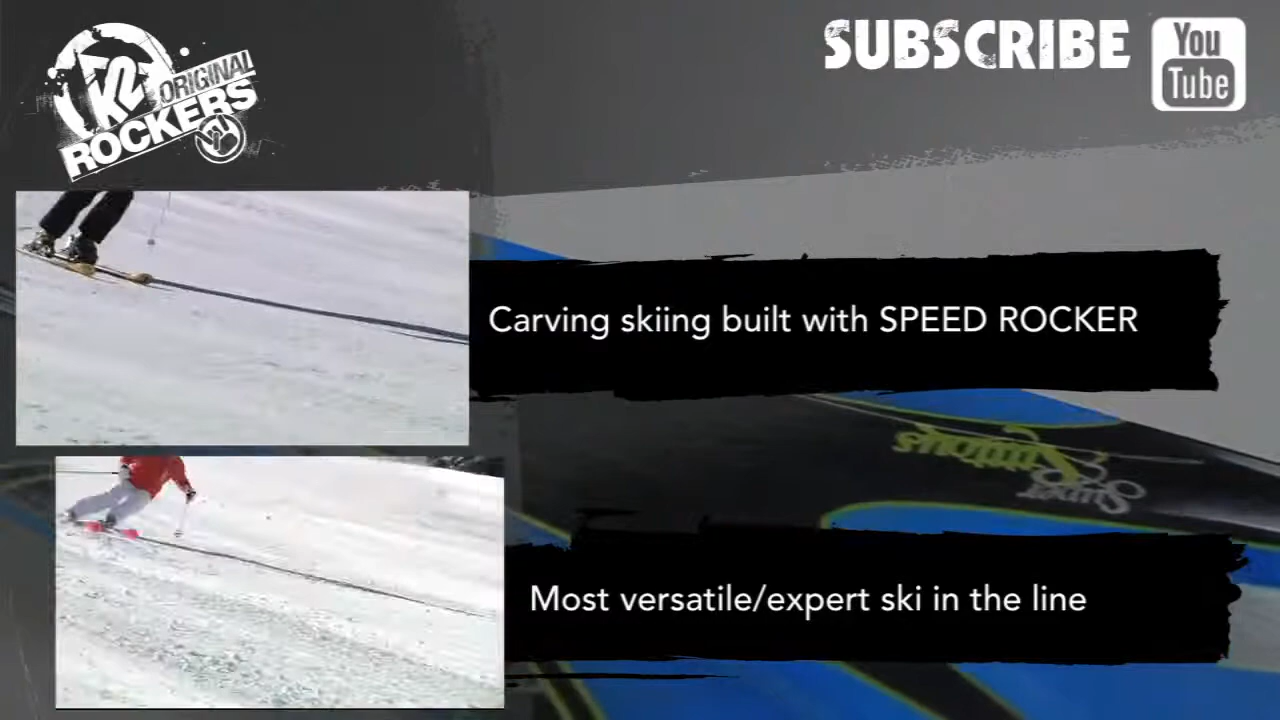 K2 ORIGINAL
ROCKERS
SUBSCRIBE
You
Tube
Carving skiing built with SPEED ROCKER
Super
Most versatile/expert ski in the line